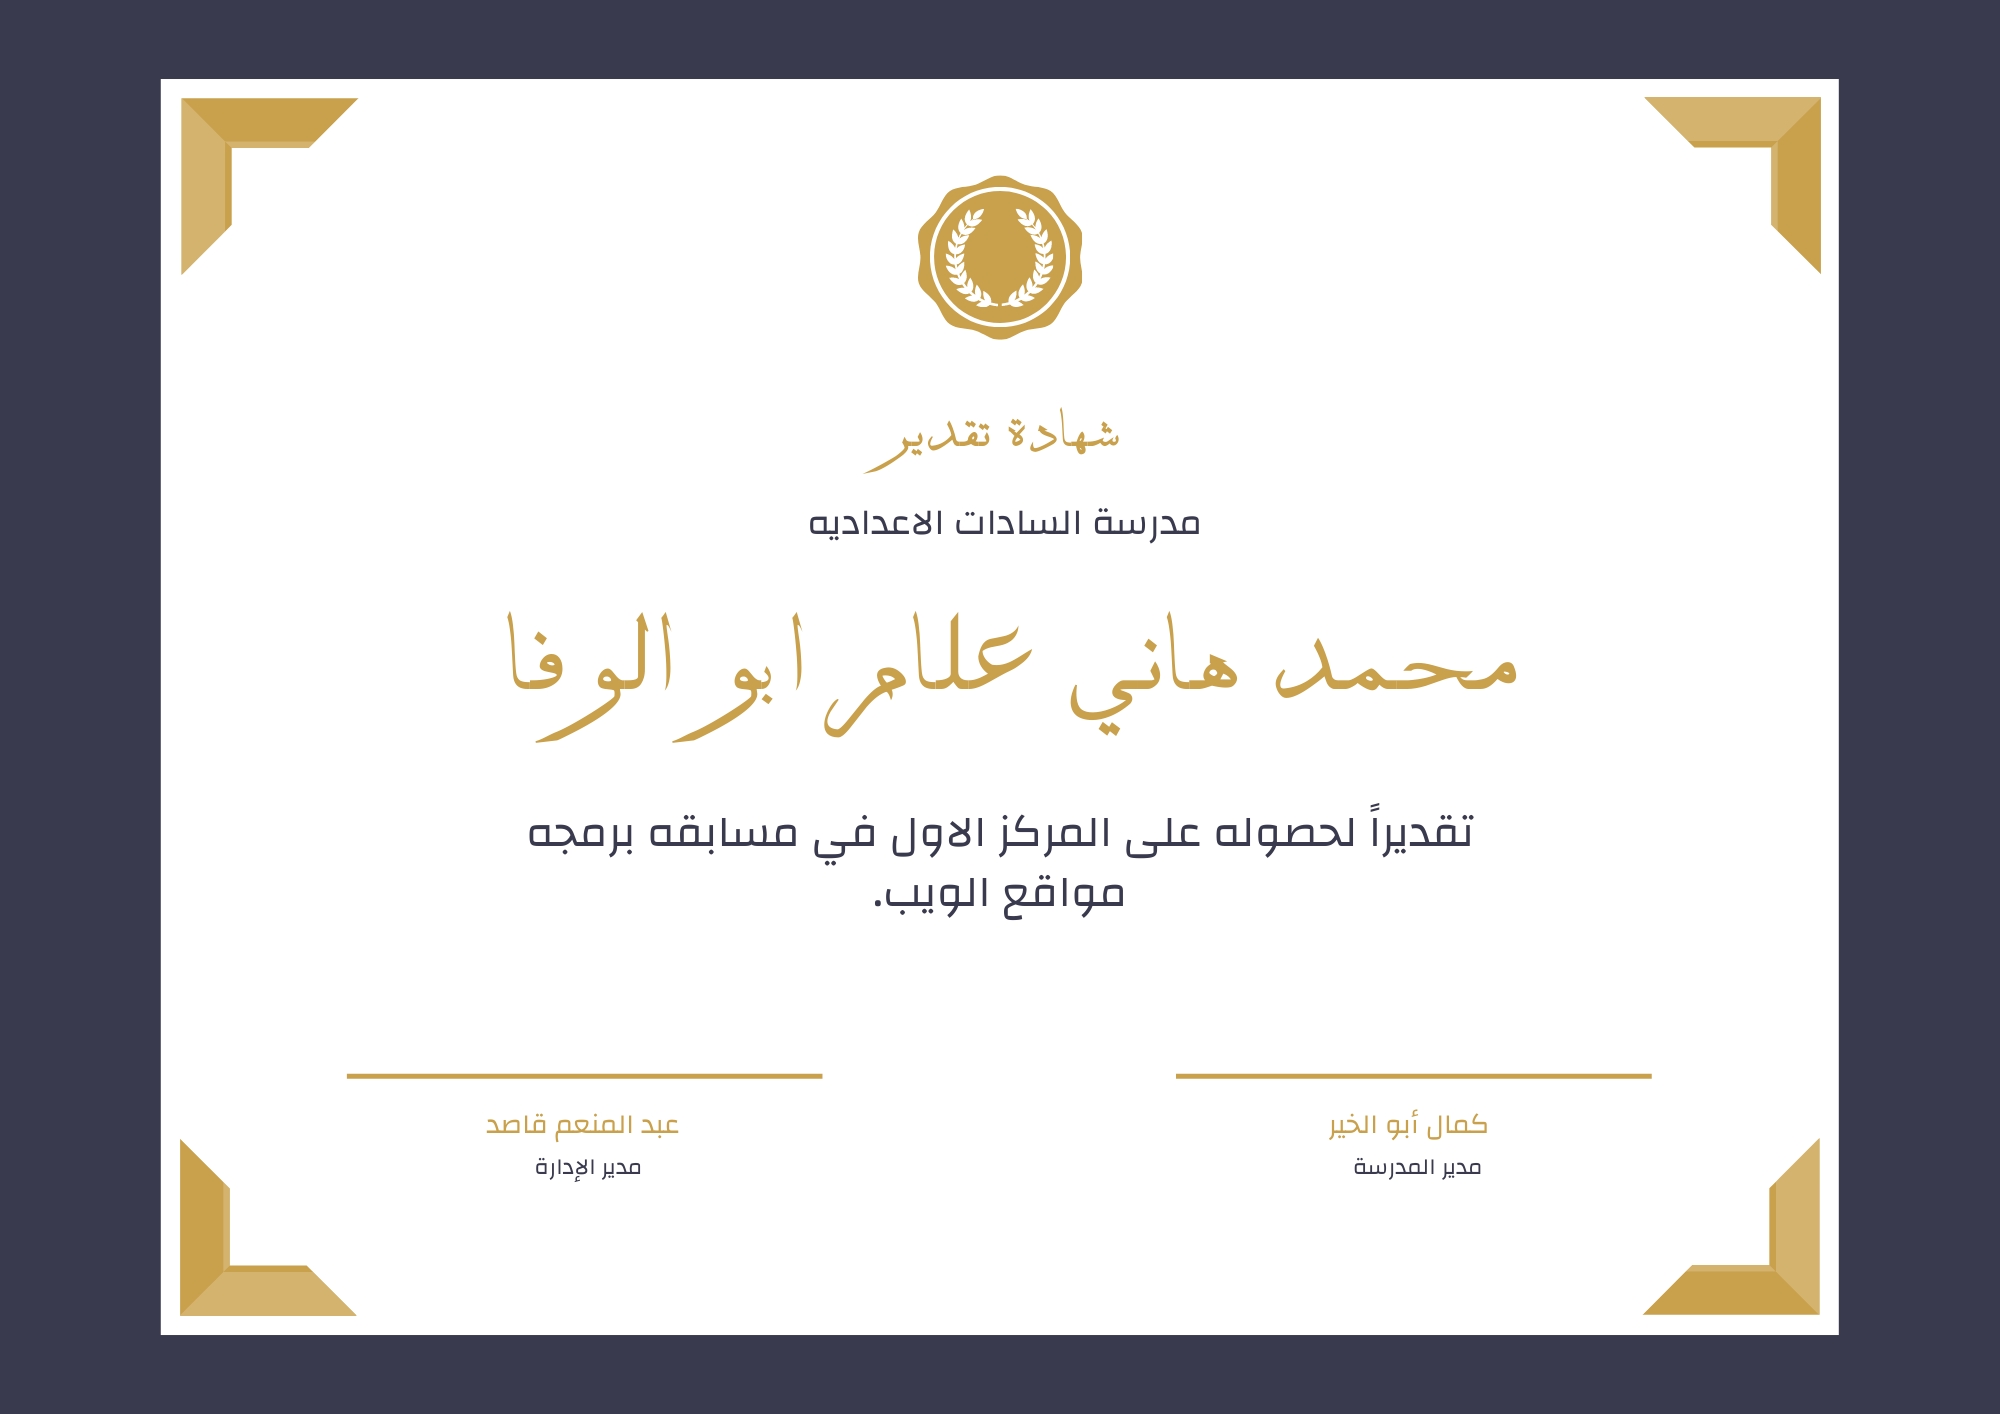 شهادة تقدير
مدرسة السادات الاعداديه
محمد هاني علام ابو الوفا
تقديراً لحصوله على المركز الاول في مسابقه برمجه
مواقع الويب.
كمال أبو الخير
مدير المدرسة
عبد المنعم قاصد
مدير الإدارة